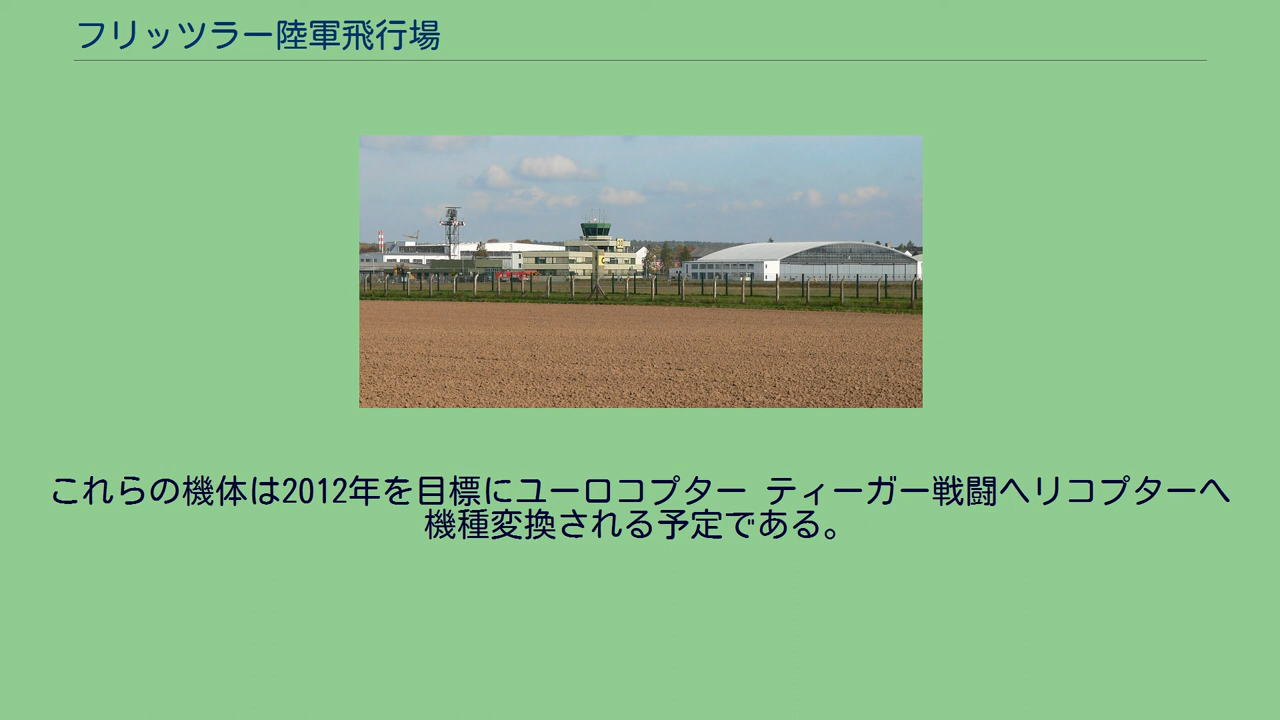 フリッツラー陸軍飛行場
これらの機体は2012年を目標にユーロコプター ティーガー戦闘ヘリコプターへ
機種変換される予定である。